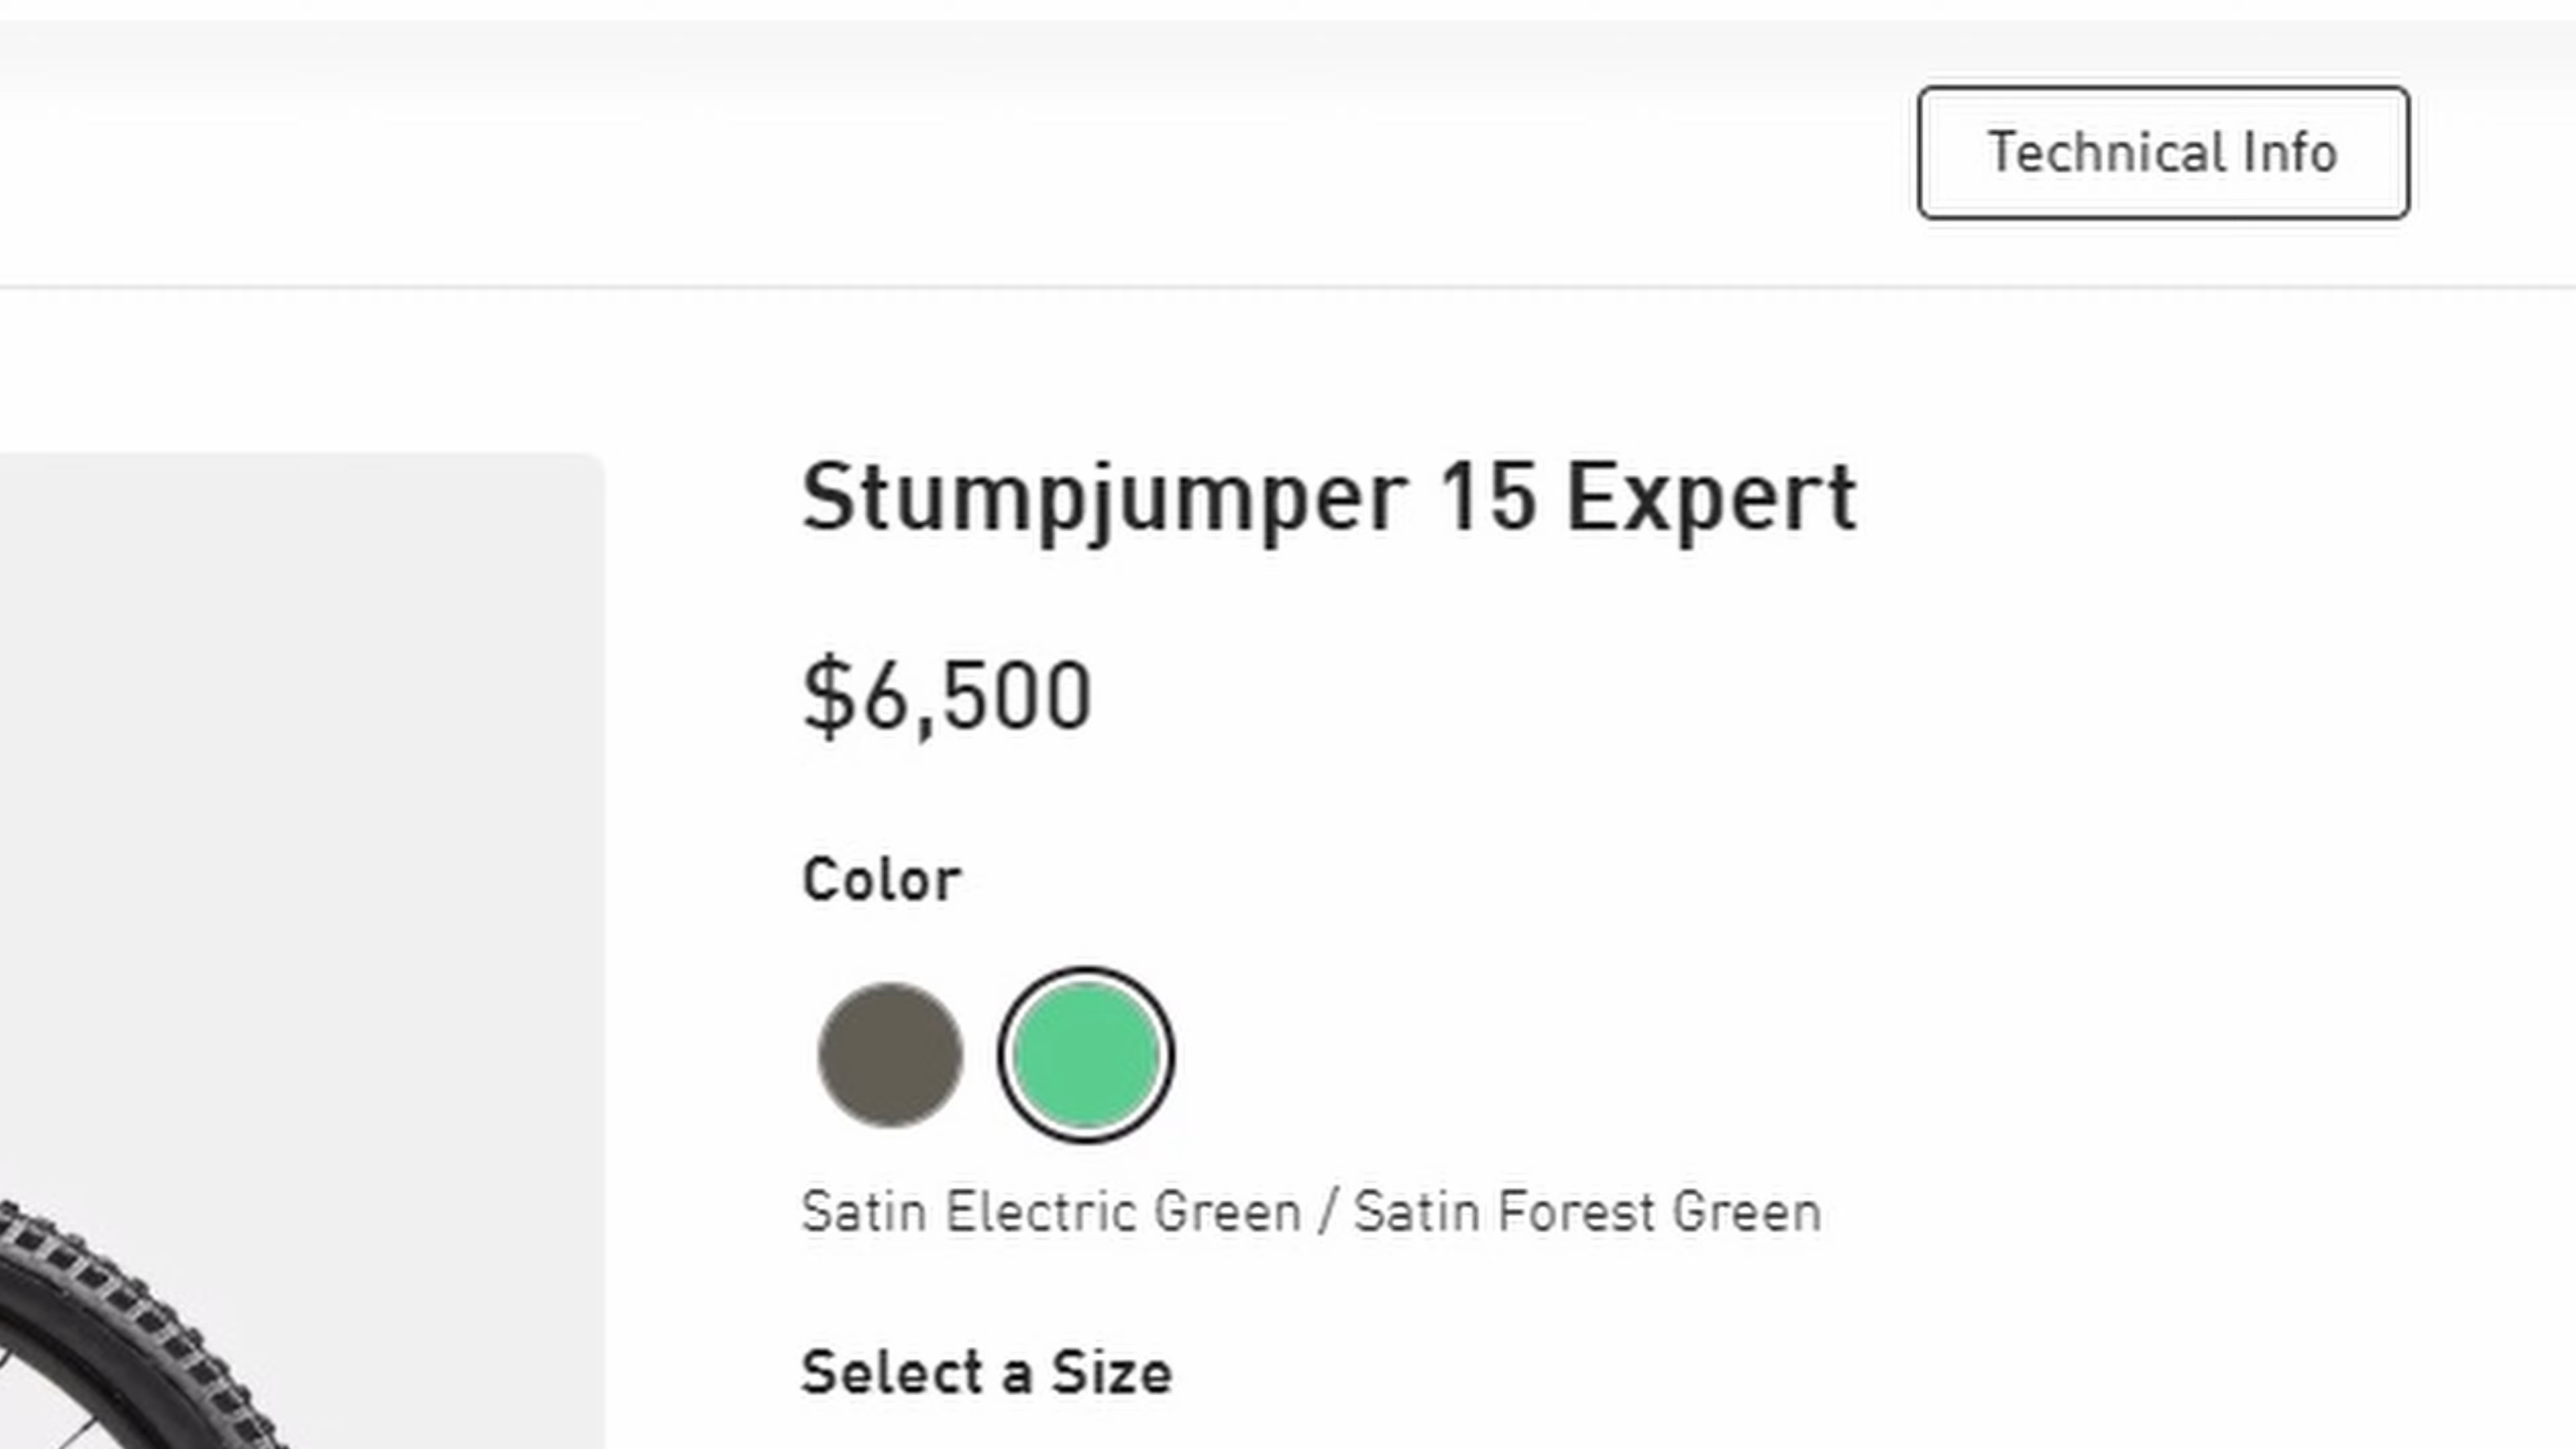 Technical Info
Stumpjumper 15 Expert
$6,500
Color
Satin Electric Green / Satin Forest Green
Select a Size